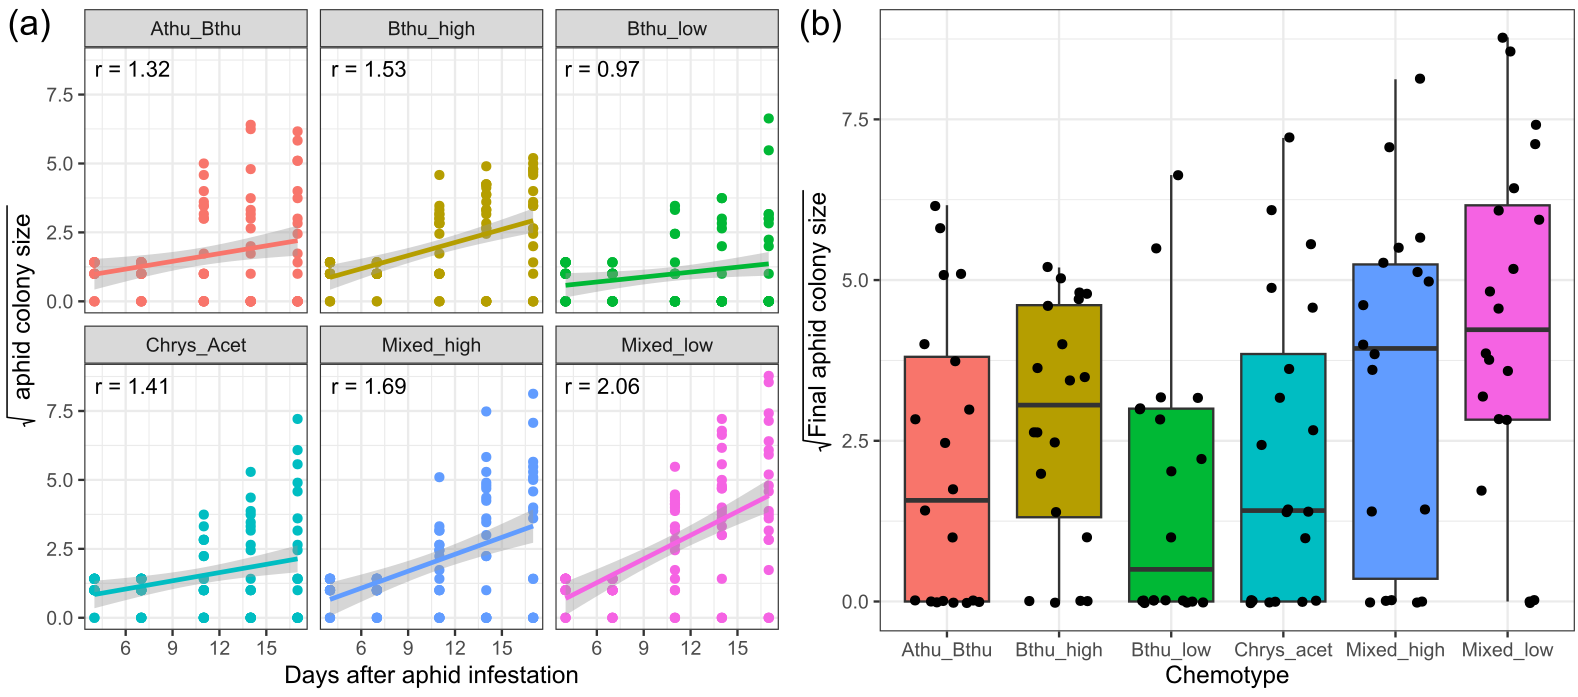 (a)
Athu_Bthu
Bthu_high
Bthu_low
r = 1.32
r = 1.53
r = 0.97
7.5
5.0
2.5
0.0
Chrys_Acet
Mixed_high
Mixed_low
r = 1.41
r = 1.69
r = 2.06
7.5
5.0
2.5
0.0
6 9 12 15
6 9 12 15
6 9 12 15
√aphid colony size
Days after aphid infestation
(b)
7.5
5.0
2.5
0.0
√Final aphid colony size
Athu_Bthu
Bthu_high
Bthu_low
Chrys_acet
Mixed_high
Mixed_low
Chemotype